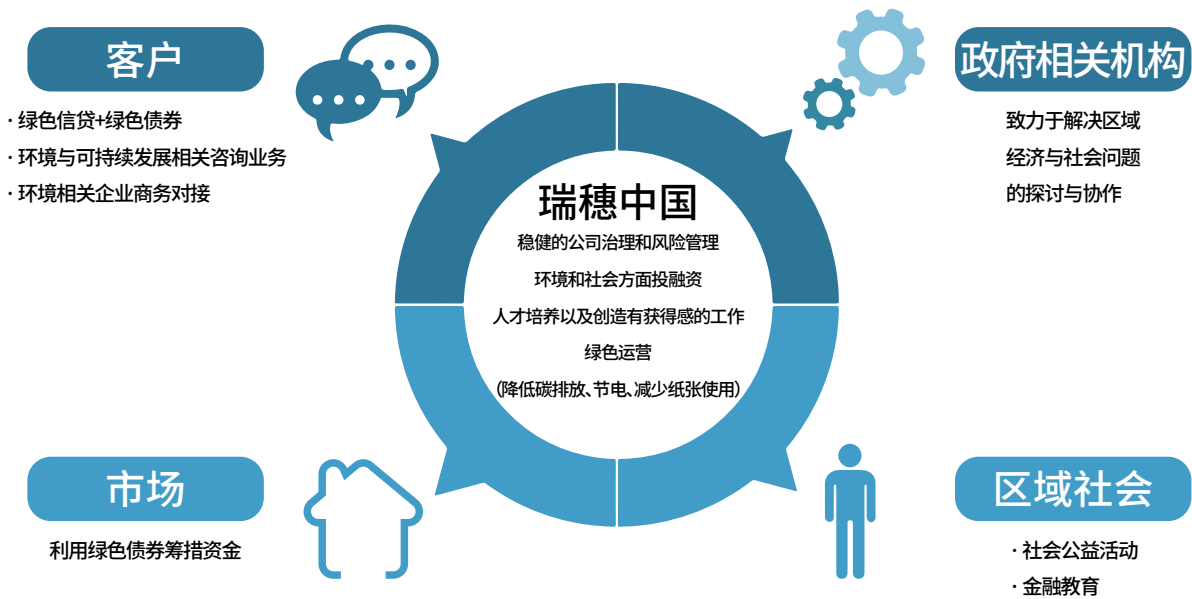 客户
· 绿色信贷+绿色债券
· 环境与可持续发展相关咨询业务
· 环境相关企业商务对接
政府相关机构
致力于解决区域
经济与社会问题
的探讨与协作
瑞穗中国
稳健的公司治理和风险管理
环境和社会方面投融资
人才培养以及创造有获得感的工作
绿色运营
（降低碳排放、节电、减少纸张使用）
市场
利用绿色债券筹措资金
区域社会
· 社会公益活动
· 金融教育